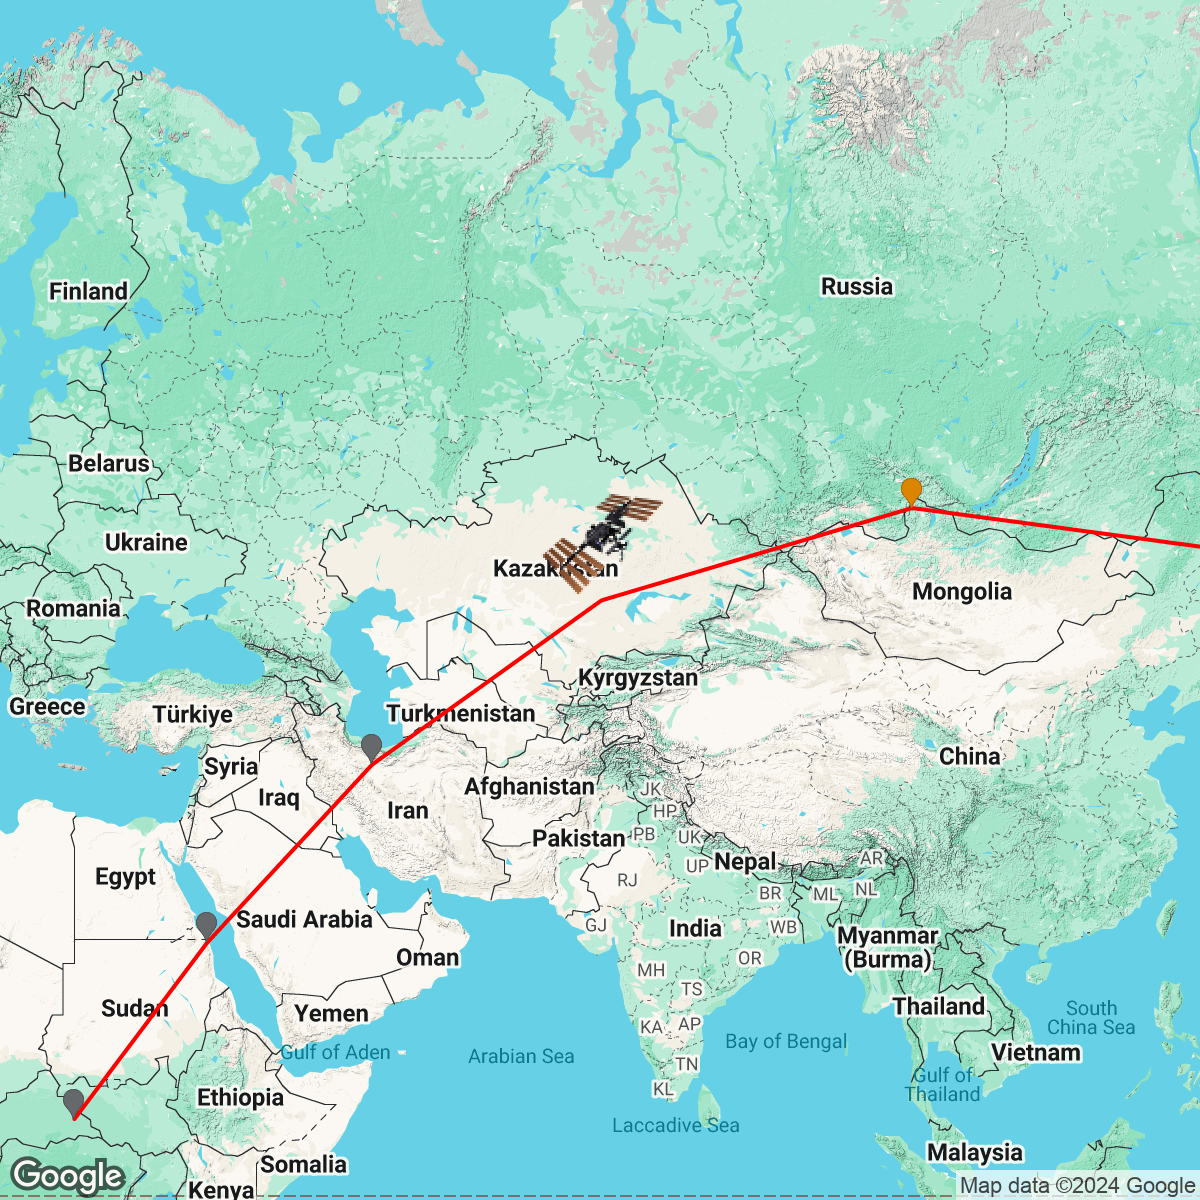 Finland
Russia
Belarus
Ukraine
Kazakhstan
Romania
Mongolia
Kyrgyzstan
Greece
Türkiye
Turkmenistan
Syria
China
Afghanistan
Iraq
JK
Iran
HP
Pakistan
PB
UK
Nepal
AR
UP
Egypt
RJ
BR
ML
NL
Saudi Arabia
GJ
India
WB
Myanmar
(Burma)
Oman
OR
MH
TS
Sudan
Yemen
Thailand
South
China Sea
KA
AP
Gulf of Aden
Arabian Sea
Bay of Bengal
Vietnam
TN
Gulf of
Thailand
KL
Ethiopia
Laccadive Sea
Malaysia
Somalia
Google
Kenya
Map data ©2024 Google